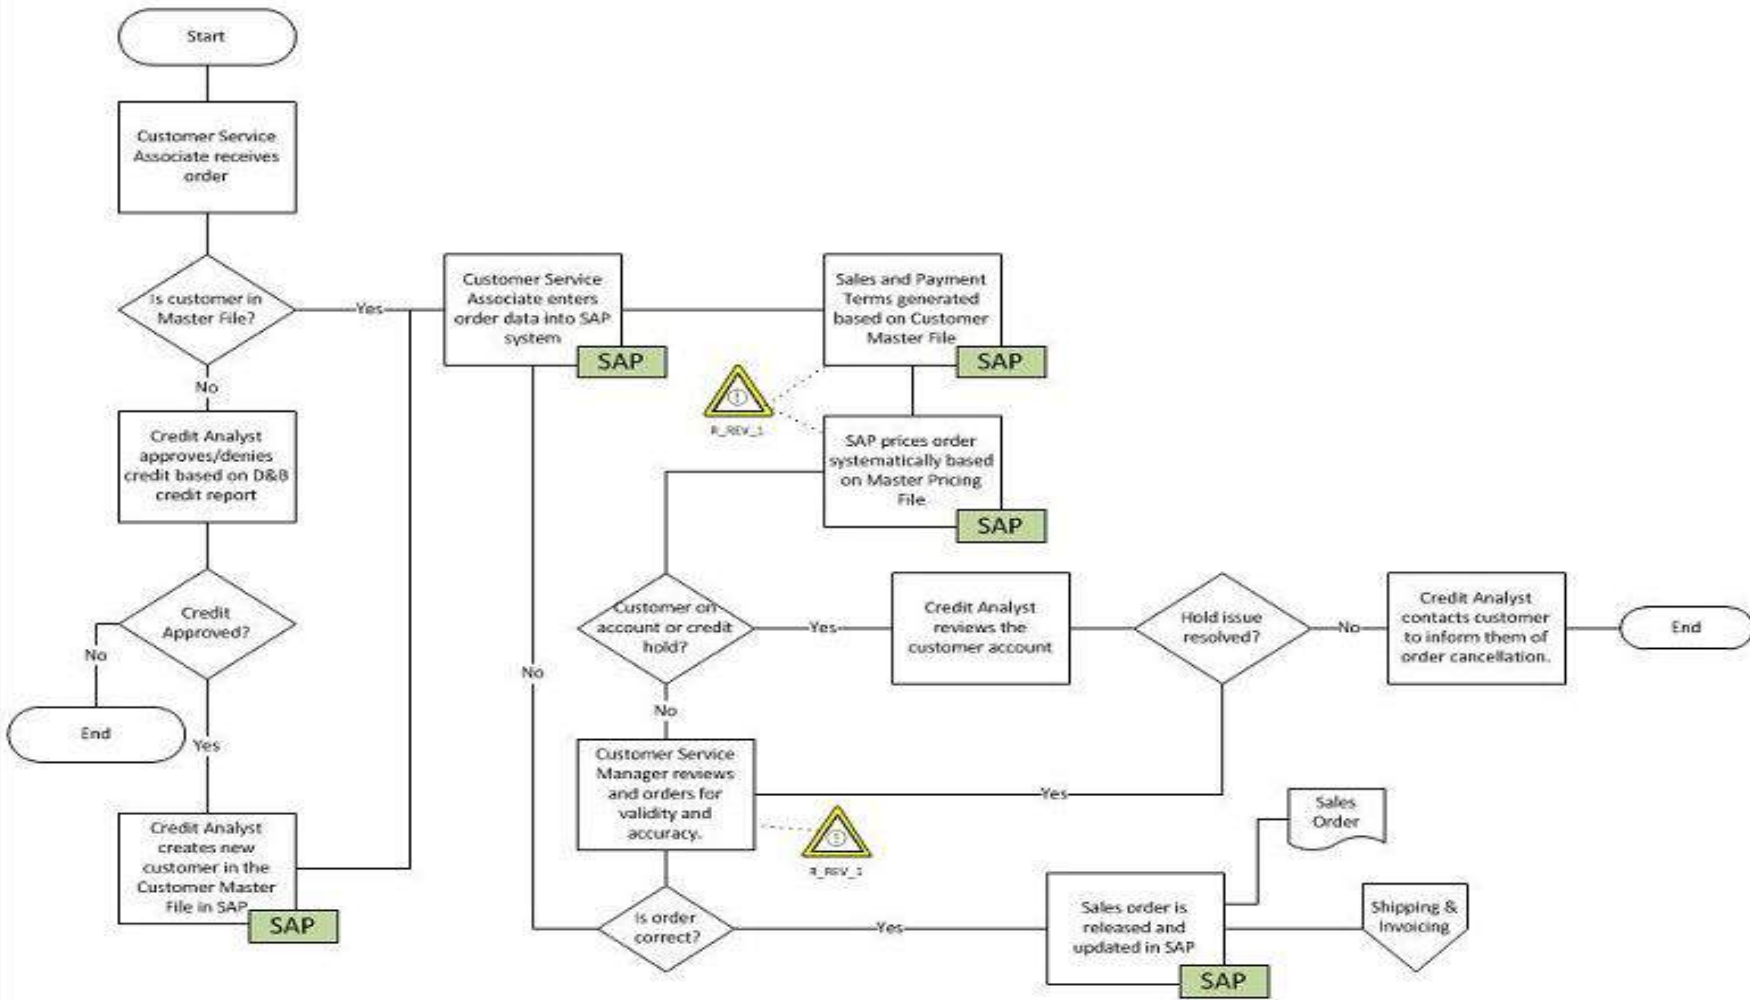 Start
Customer Service
Associate receives
order
Is customer in
Master File?
Yes
No
Credit Analyst
approves/denies
credit based on D&B
credit report
Credit
Approved?
No
End
Yes
Credit Analyst
creates new
customer in the
Customer Master
File in SAP
SAP
Customer Service
Associate enters
order data into SAP
system
SAP
Sales and Payment
Terms generated
based on Customer
Master File
SAP
R_REV_1
SAP prices order
systematically based
on Master Pricing
File
SAP
Customer on
account or credit
hold?
Yes
Credit Analyst
reviews the
customer account
Hold issue
resolved?
No
Credit Analyst
contacts customer
to inform them of
order cancellation.
End
No
No
Customer Service
Manager reviews
and orders for
validity and
accuracy.
Yes
R_REV_1
Is order
correct?
Yes
Sales order is
released and
updated in SAP
SAP
Sales
Order
Shipping &
Invoicing